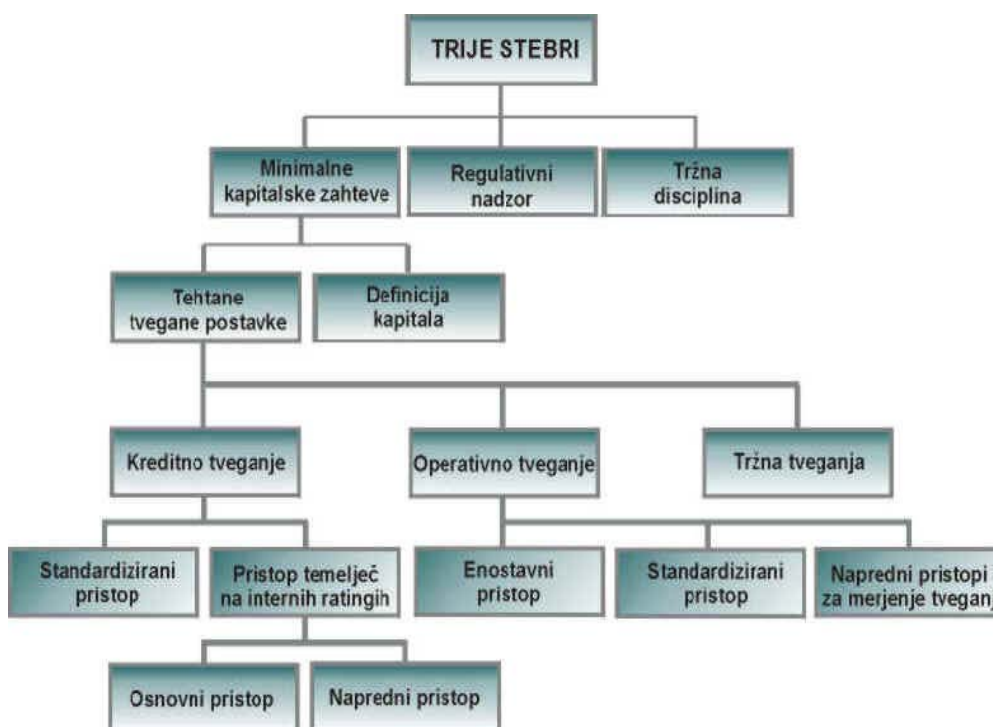 TRIJE STEBRI
Minimalne
kapitalske zahteve
Regulativni
nadzor
Tržna
disciplina
Tehtane
tvegane postavke
Definicija
kapitala
Kreditno tveganje
Operativno tveganje
Tržna tveganja
Standardizirani
pristop
Pristop temelječ
na internih ratingih
Enostavni
pristop
Standardizirani
pristop
Napredni pristopi
za merjenje tveganj
Osnovni pristop
Napredni pristop